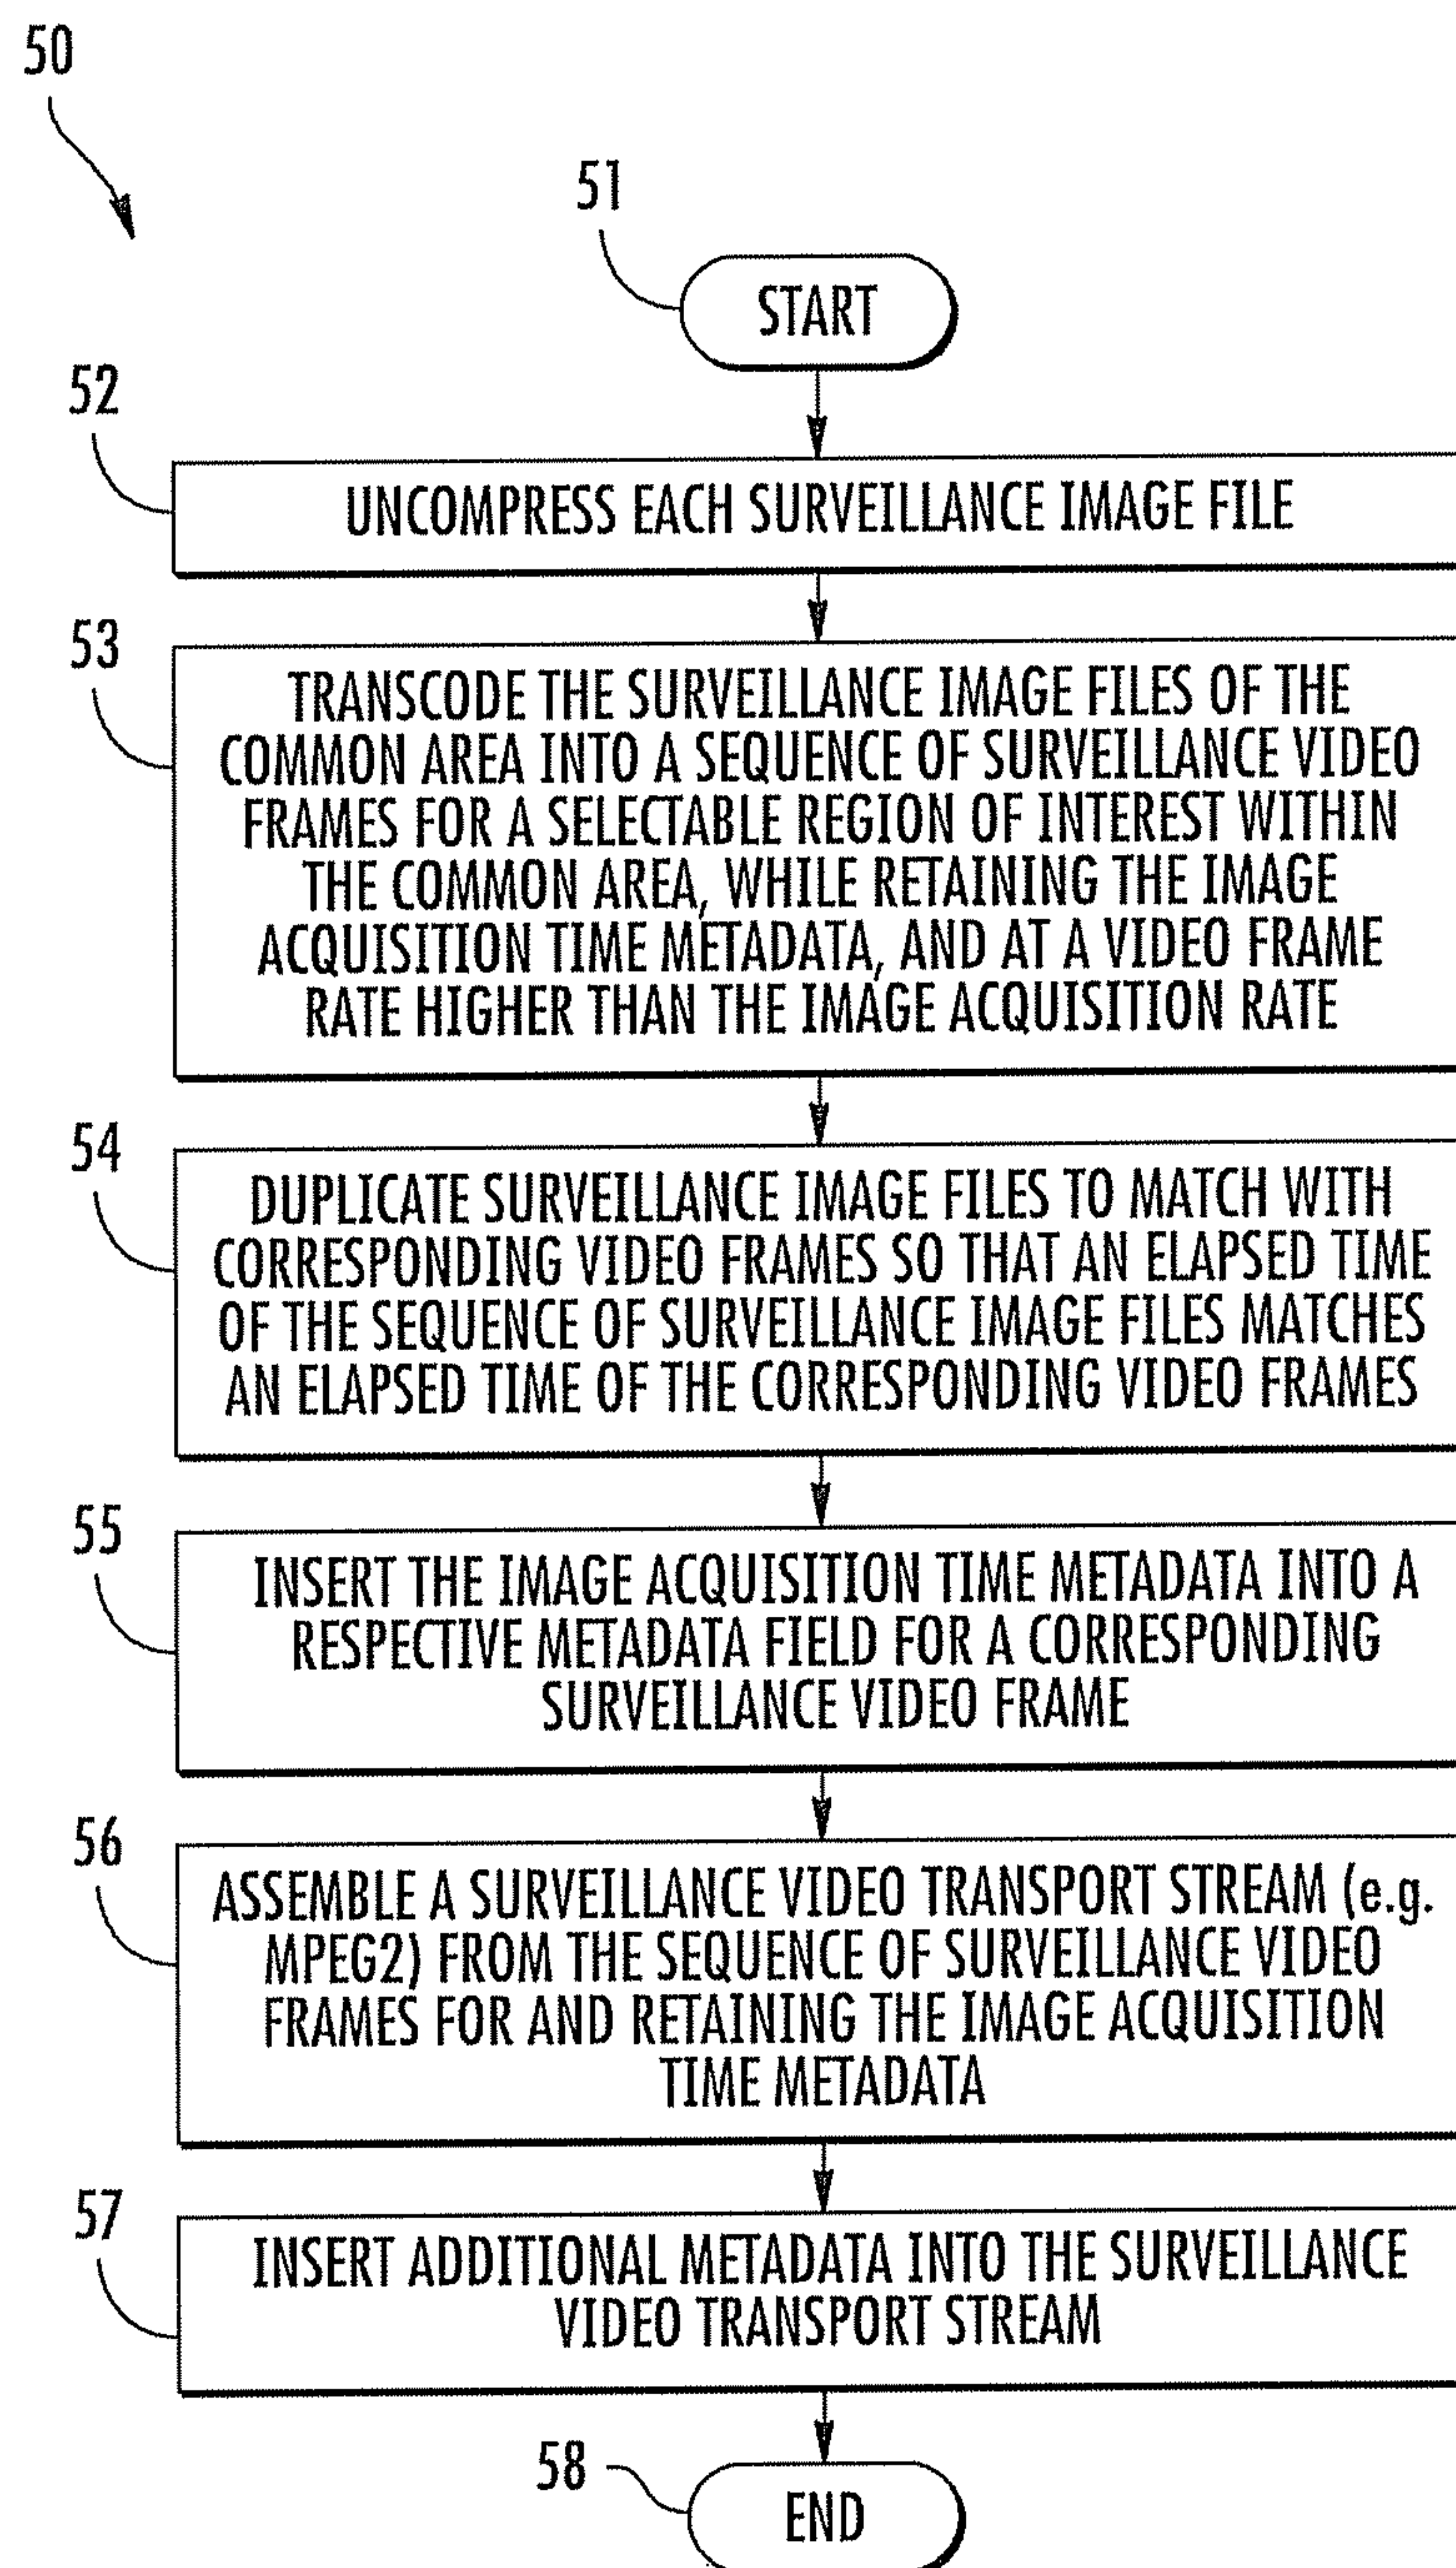 50
51
START
52
UNCOMPRESS EACH SURVEILLANCE IMAGE FILE
53
TRANSCODE THE SURVEILLANCE IMAGE FILES OF THE
COMMON AREA INTO A SEQUENCE OF SURVEILLANCE VIDEO
FRAMES FOR A SELECTABLE REGION OF INTEREST WITHIN
THE COMMON AREA, WHILE RETAINING THE IMAGE
ACQUISITION TIME METADATA, AND AT A VIDEO FRAME
RATE HIGHER THAN THE IMAGE ACQUISITION RATE
54
DUPLICATE SURVEILLANCE IMAGE FILES TO MATCH WITH
CORRESPONDING VIDEO FRAMES SO THAT AN ELAPSED TIME
OF THE SEQUENCE OF SURVEILLANCE IMAGE FILES MATCHES
AN ELAPSED TIME OF THE CORRESPONDING VIDEO FRAMES
55
INSERT THE IMAGE ACQUISITION TIME METADATA INTO A
RESPECTIVE METADATA FIELD FOR A CORRESPONDING
SURVEILLANCE VIDEO FRAME
56
ASSEMBLE A SURVEILLANCE VIDEO TRANSPORT STREAM (e.g.
MPEG2) FROM THE SEQUENCE OF SURVEILLANCE VIDEO
FRAMES FOR AND RETAINING THE IMAGE ACQUISITION
TIME METADATA
57
INSERT ADDITIONAL METADATA INTO THE SURVEILLANCE
VIDEO TRANSPORT STREAM
58
END